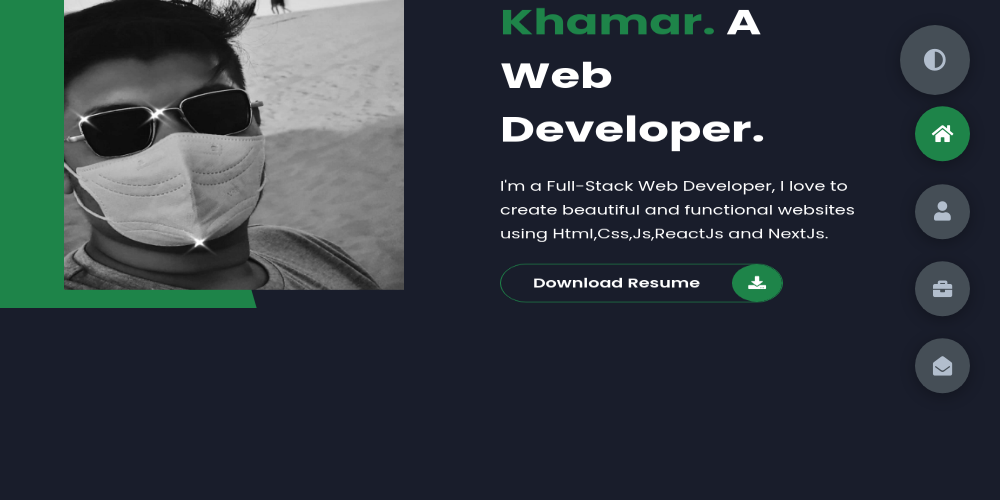 Khamar. A
Web
Developer.
I'm a Full-Stack Web Developer, I love to
create beautiful and functional websites
using Html,Css,Js,ReactJs and NextJs.
Download Resume